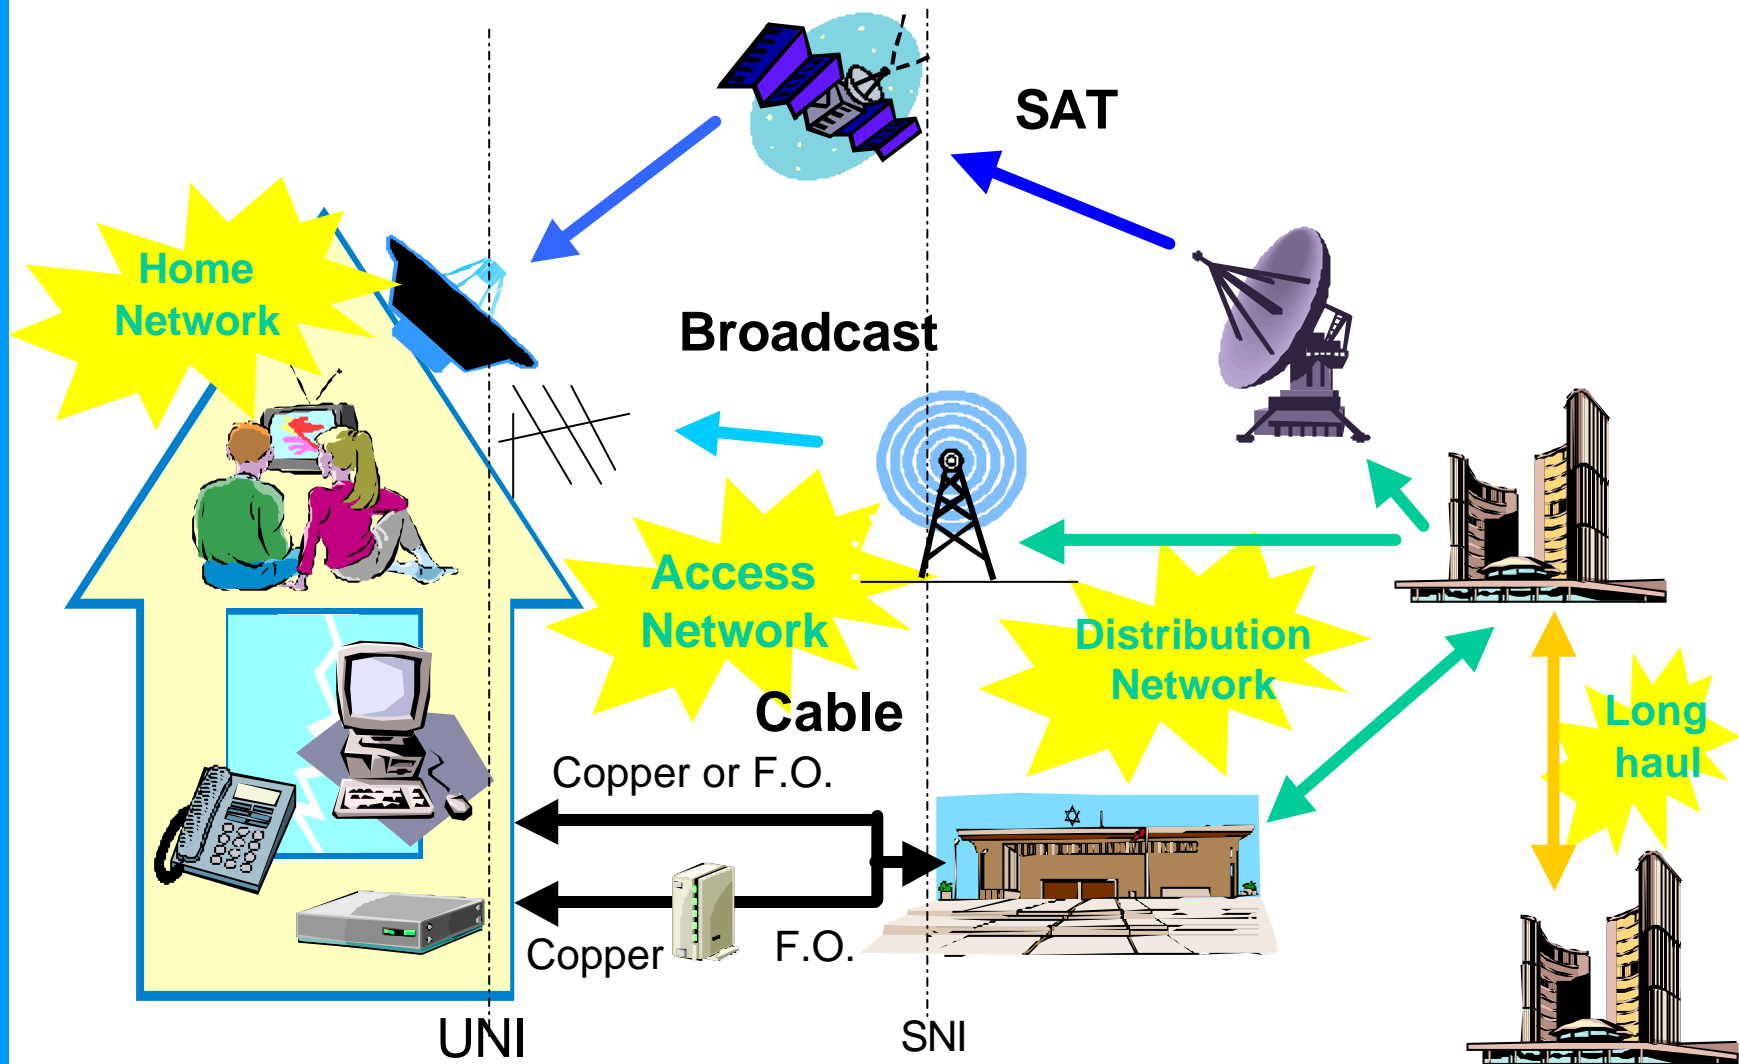 SAT
Home
Network
Broadcast
Access
Network
Distribution
Network
Cable
Long
haul
Copper or F.O.
Copper
F.O.
UNI
SNI